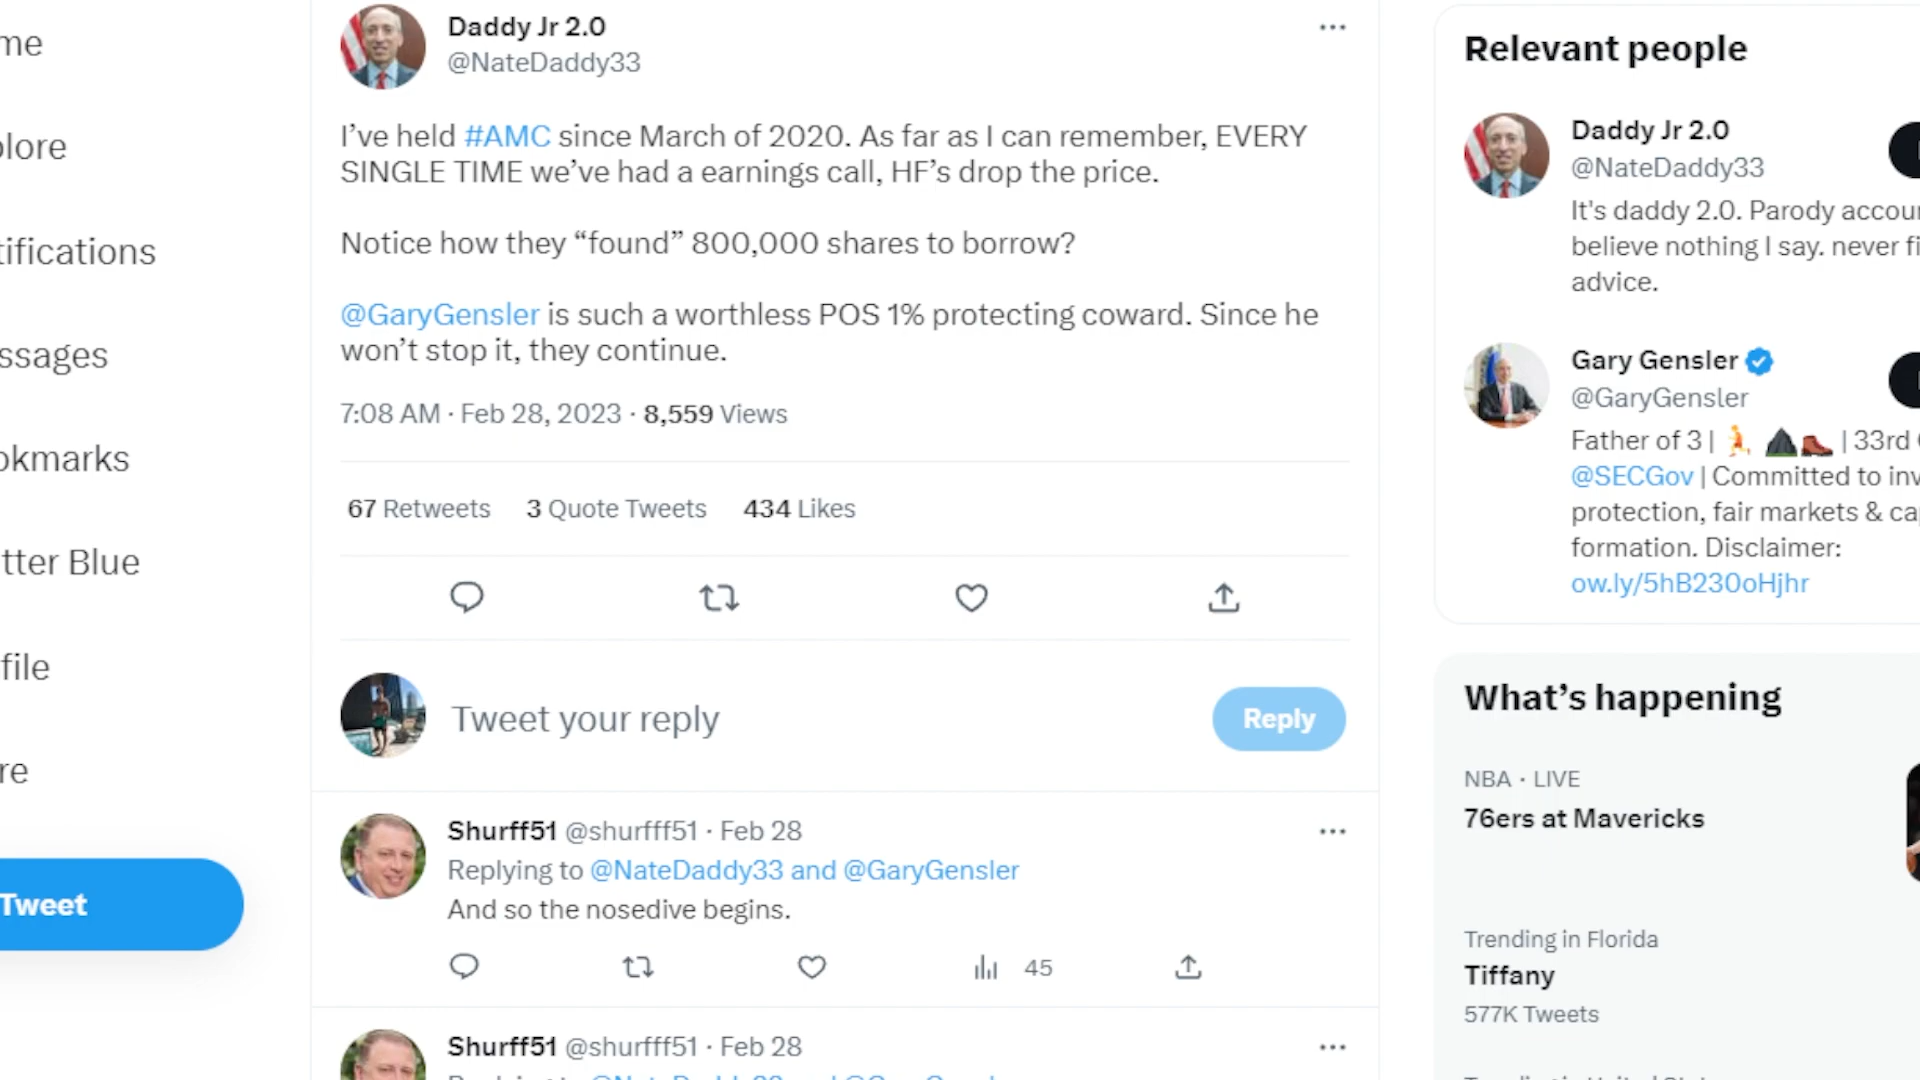 me
plore
tifications
ssages
okmarks
tter Blue
file
re
Tweet
Daddy Jr 2.0
@NateDaddy33
I’ve held #AMC since March of 2020. As far as I can remember, EVERY
SINGLE TIME we’ve had a earnings call, HF’s drop the price.
Notice how they “found” 800,000 shares to borrow?
@GaryGensler is such a worthless POS 1% protecting coward. Since he
won’t stop it, they continue.
7:08 AM · Feb 28, 2023 · 8,559 Views
67 Retweets 3 Quote Tweets 434 Likes
Tweet your reply
Reply
Shurff51 @shurfff51 · Feb 28
Replying to @NateDaddy33 and @GaryGensler
And so the nosedive begins.
45
Shurff51 @shurfff51 · Feb 28
Relevant people
Daddy Jr 2.0
@NateDaddy33
It's daddy 2.0. Parody accou
believe nothing I say. never fi
advice.
Gary Gensler
@GaryGensler
Father of 3 | | 33rd
@SECGov | Committed to inv
protection, fair markets & ca
formation. Disclaimer:
ow.ly/5hB230oHjhr
What’s happening
NBA · LIVE
76ers at Mavericks
Trending in Florida
Tiffany
577K Tweets